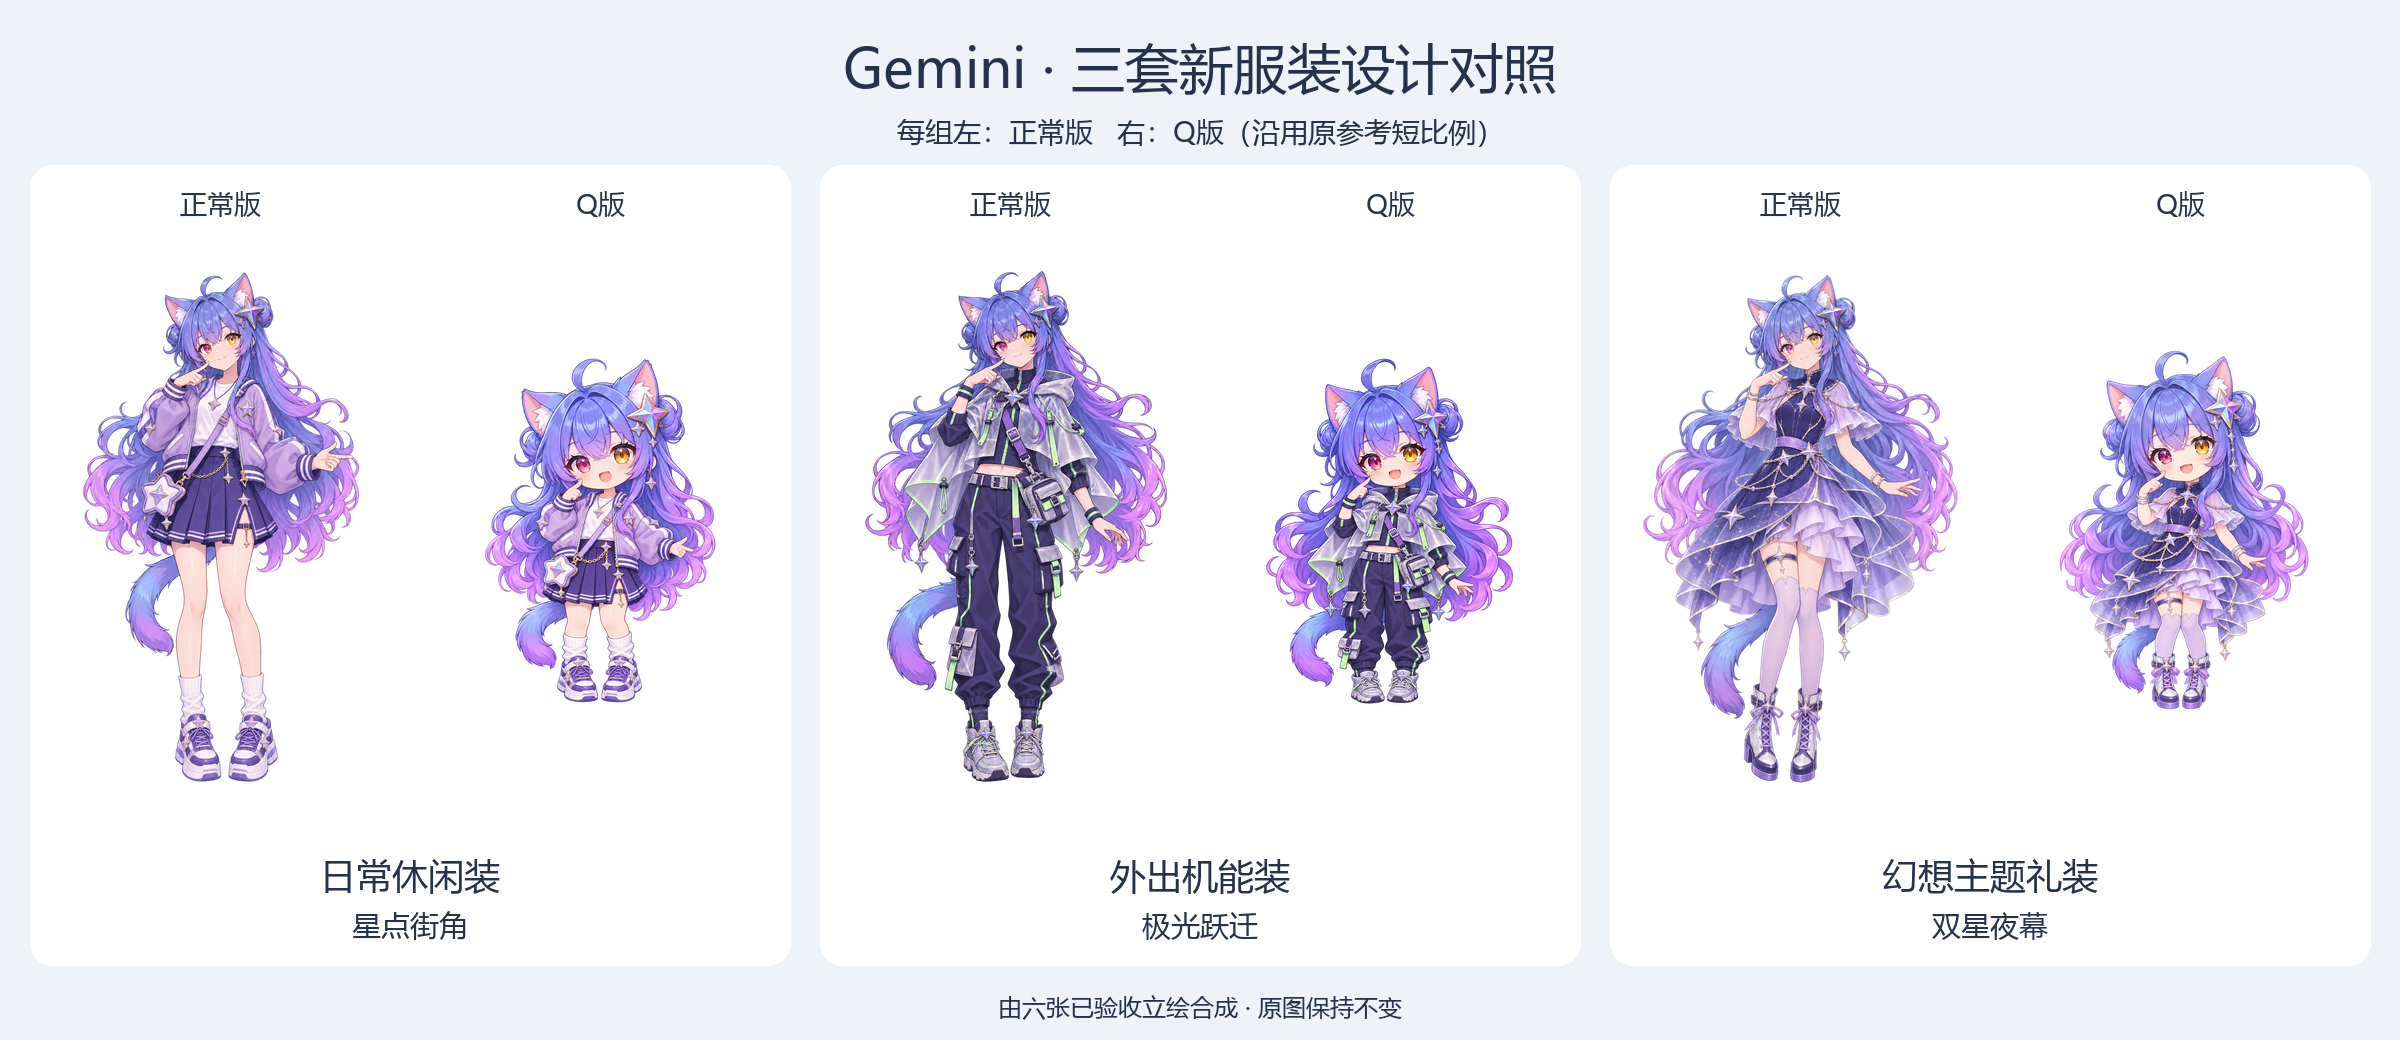 Gemini · 三套新服装设计对照
每组左：正常版 右：Q版（沿用原参考短比例）
正常版
Q版
日常休闲装
星点街角
正常版
Q版
外出机能装
极光跃迁
正常版
Q版
幻想主题礼装
双星夜幕
由六张已验收立绘合成 · 原图保持不变